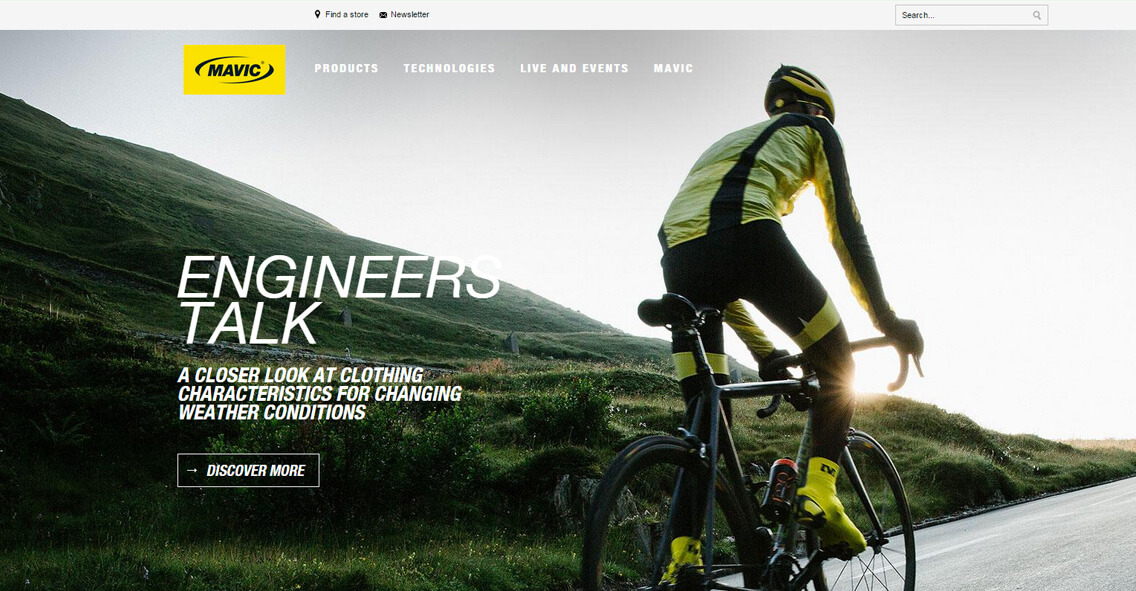 Find a store Newsletter Search...
MAVIC®
PRODUCTS TECHNOLOGIES LIVE AND EVENTS MAVIC
ENGINEERS
TALK
A CLOSER LOOK AT CLOTHING
CHARACTERISTICS FOR CHANGING
WEATHER CONDITIONS
→ DISCOVER MORE